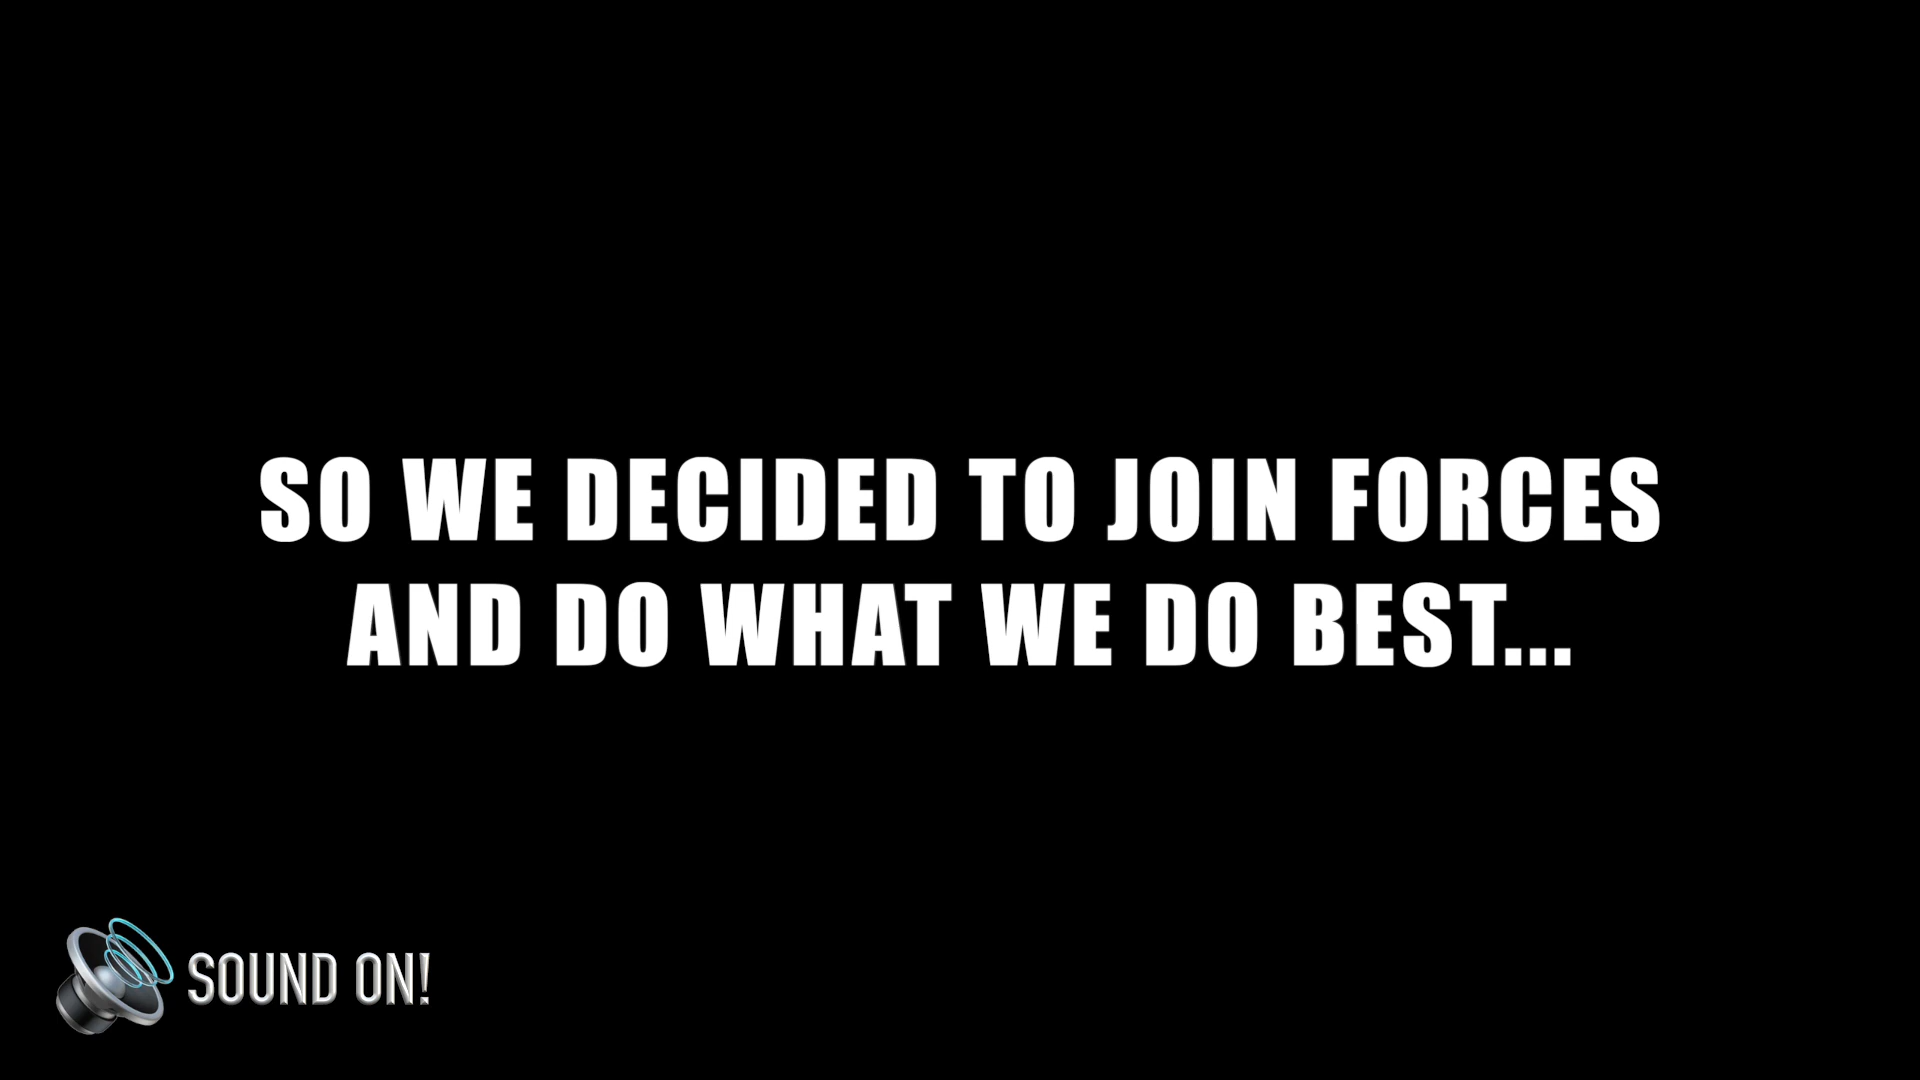 SO WE DECIDED TO JOIN FORCES
AND DO WHAT WE DO BEST...
SOUND ON!